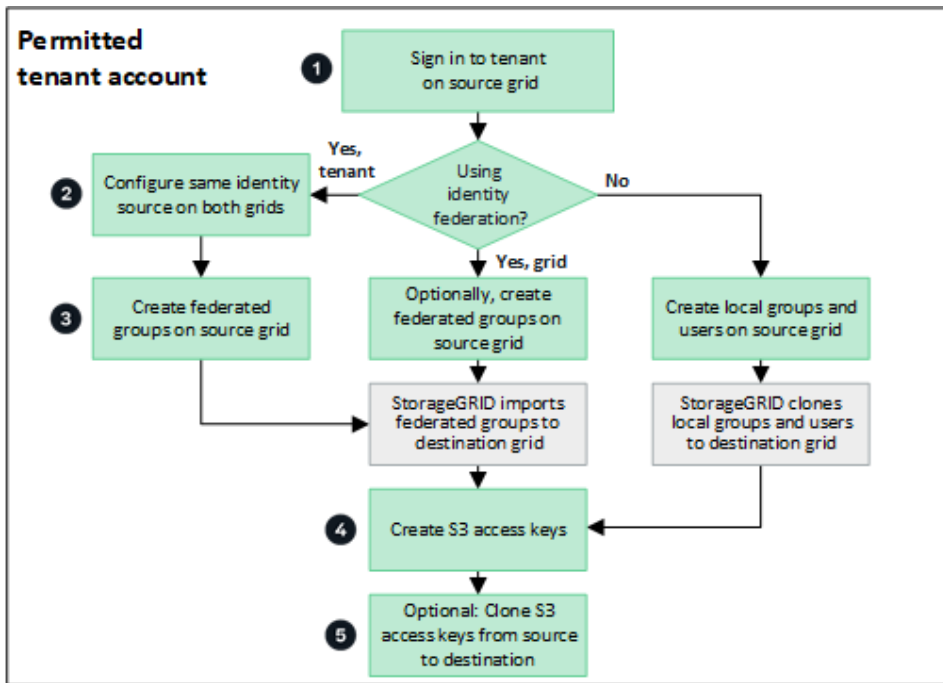 Permitted
tenant account
1
Sign in to tenant
on source grid
Yes,
tenant
Using
identity
federation?
No
2
Configure same identity
source on both grids
Yes, grid
3
Create federated
groups on source grid
Optionally, create
federated groups on
source grid
Create local groups and
users on source grid
StorageGRID imports
federated groups to
destination grid
StorageGRID clones
local groups and users
to destination grid
4
Create S3 access keys
5
Optional: Clone S3
access keys from source
to destination